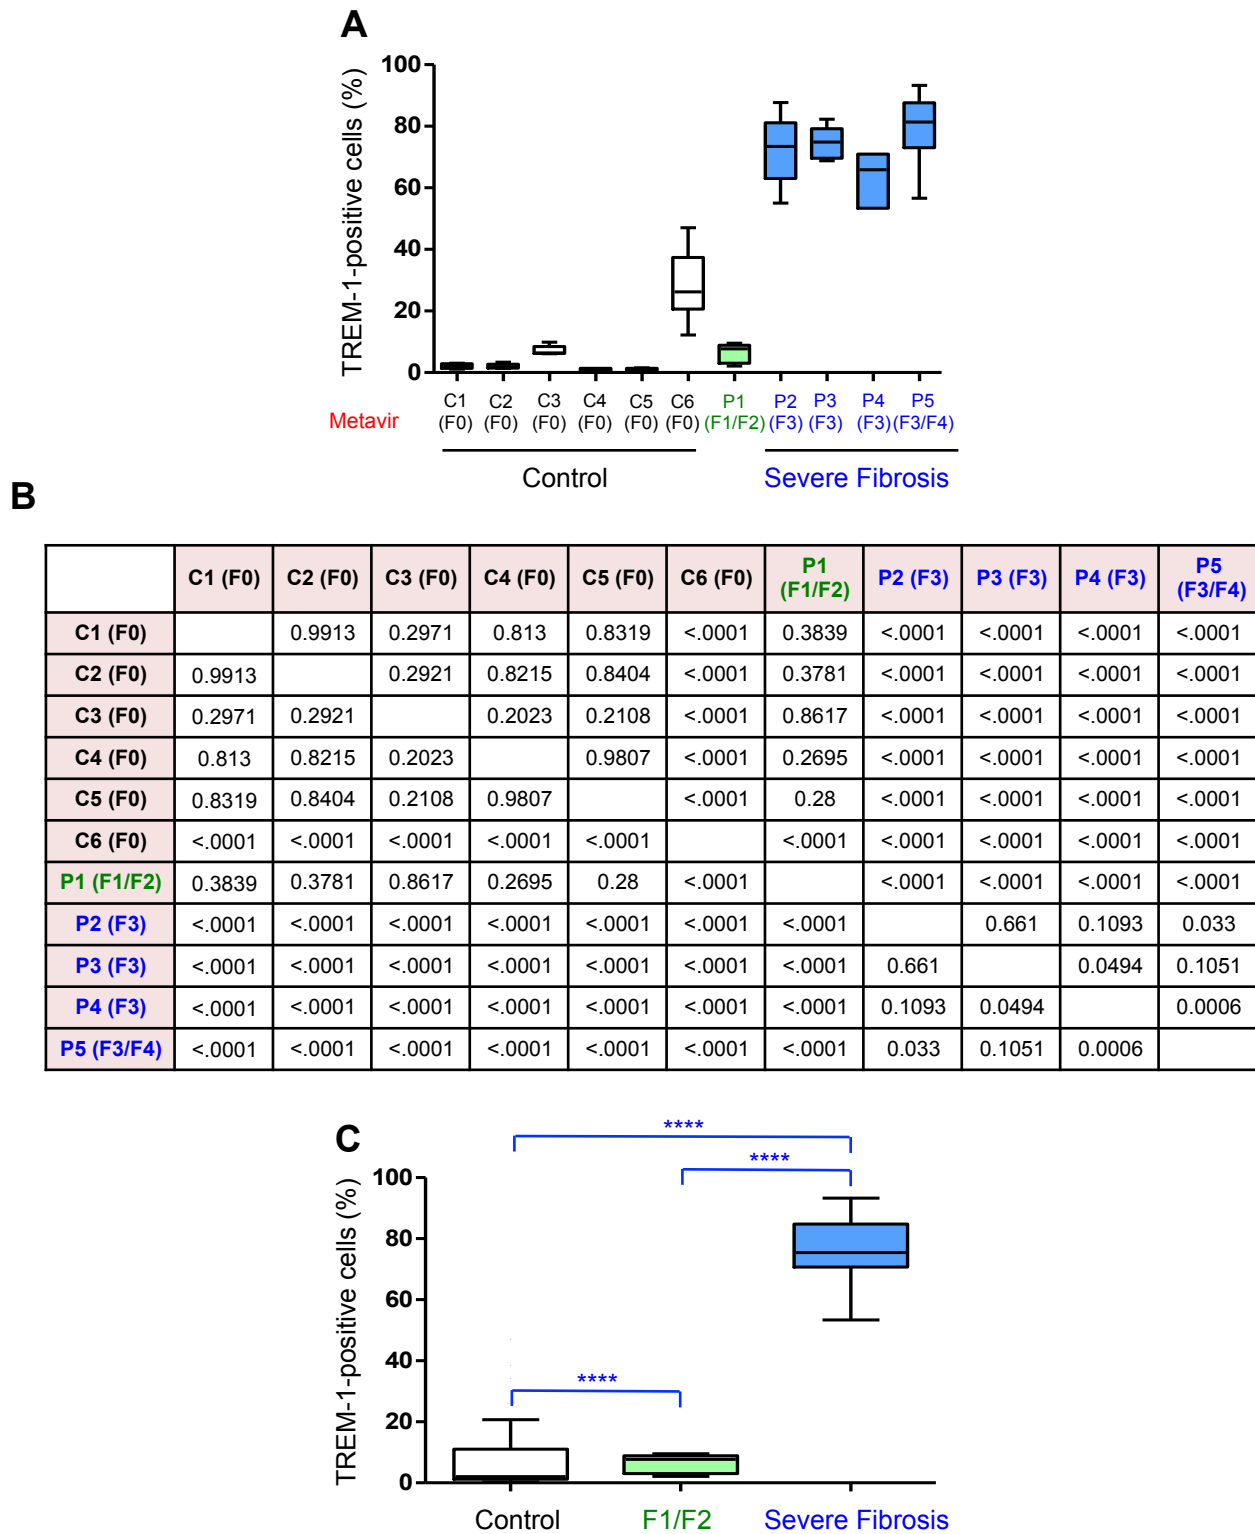 A
TREM-1-positive cells (%)
100
80
60
40
20
0
Metavir
C1 C2 C3 C4 C5 C6 P1 P2 P3 P4 P5
(F0) (F0) (F0) (F0) (F0) (F0) (F1/F2) (F3) (F3) (F3) (F3/F4)
Control Severe Fibrosis
B
C1 (F0) C2 (F0) C3 (F0) C4 (F0) C5 (F0) C6 (F0) P1 (F1/F2) P2 (F3) P3 (F3) P4 (F3) P5 (F3/F4)
C1 (F0) 0.9913 0.2971 0.813 0.8319 <.0001 0.3839 <.0001 <.0001 <.0001 <.0001
C2 (F0) 0.9913 0.2921 0.8215 0.8404 <.0001 0.3781 <.0001 <.0001 <.0001 <.0001
C3 (F0) 0.2971 0.2921 0.2023 0.2108 <.0001 0.8617 <.0001 <.0001 <.0001 <.0001
C4 (F0) 0.813 0.8215 0.2023 0.9807 <.0001 0.2695 <.0001 <.0001 <.0001 <.0001
C5 (F0) 0.8319 0.8404 0.2108 0.9807 <.0001 0.28 <.0001 <.0001 <.0001 <.0001
C6 (F0) <.0001 <.0001 <.0001 <.0001 <.0001 <.0001 <.0001 <.0001 <.0001 <.0001
P1 (F1/F2) 0.3839 0.3781 0.8617 0.2695 0.28 <.0001 <.0001 <.0001 <.0001 <.0001
P2 (F3) <.0001 <.0001 <.0001 <.0001 <.0001 <.0001 <.0001 0.661 0.1093 0.033
P3 (F3) <.0001 <.0001 <.0001 <.0001 <.0001 <.0001 <.0001 0.661 0.0494 0.1051
P4 (F3) <.0001 <.0001 <.0001 <.0001 <.0001 <.0001 <.0001 0.1093 0.0494 0.0006
P5 (F3/F4) <.0001 <.0001 <.0001 <.0001 <.0001 <.0001 <.0001 0.033 0.1051 0.0006
C
TREM-1-positive cells (%)
100
80
60
40
20
0
****
****
****
Control F1/F2 Severe Fibrosis